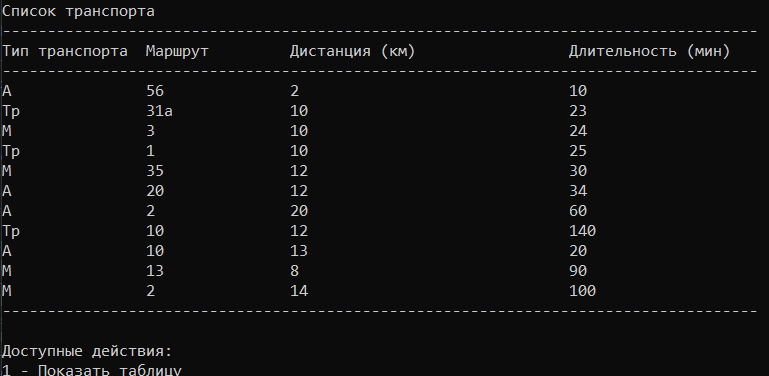 Список транспорта
------------------------------------------------------------------------------------
Тип транспорта Маршрут Дистанция (км) Длительность (мин)
------------------------------------------------------------------------------------
А 56 2 10
Тр 31а 10 23
М 3 10 24
Тр 1 10 25
М 35 12 30
А 20 12 34
А 2 20 60
Тр 10 12 140
А 10 13 20
М 13 8 90
М 2 14 100
------------------------------------------------------------------------------------
Доступные действия:
1 - Показать таблицу